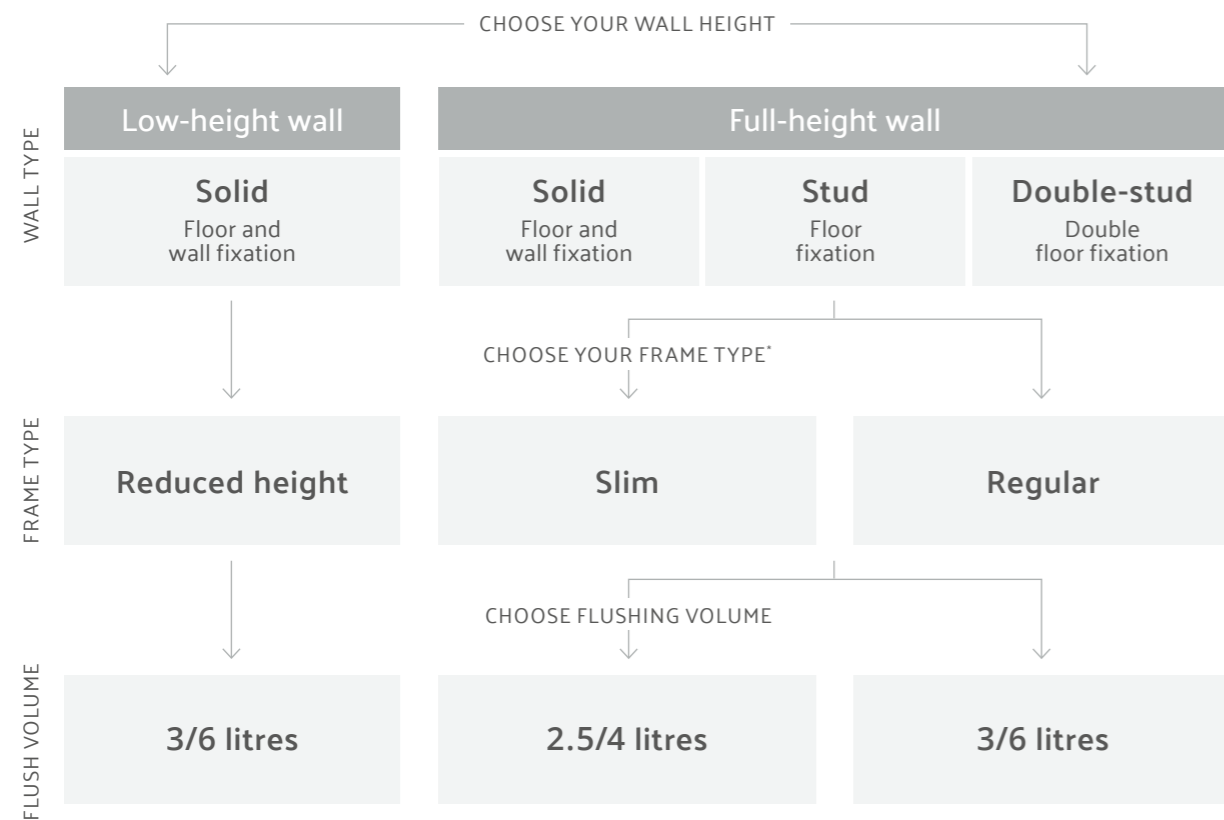 CHOOSE YOUR WALL HEIGHT
WALL TYPE
Low-height wall
Full-height wall
Solid
Floor and
wall fixation
Solid
Floor and
wall fixation
Stud
Floor
fixation
Double-stud
Double
floor fixation
CHOOSE YOUR FRAME TYPE*
FRAME TYPE
Reduced height
Slim
Regular
CHOOSE FLUSHING VOLUME
FLUSH VOLUME
3/6 litres
2.5/4 litres
3/6 litres